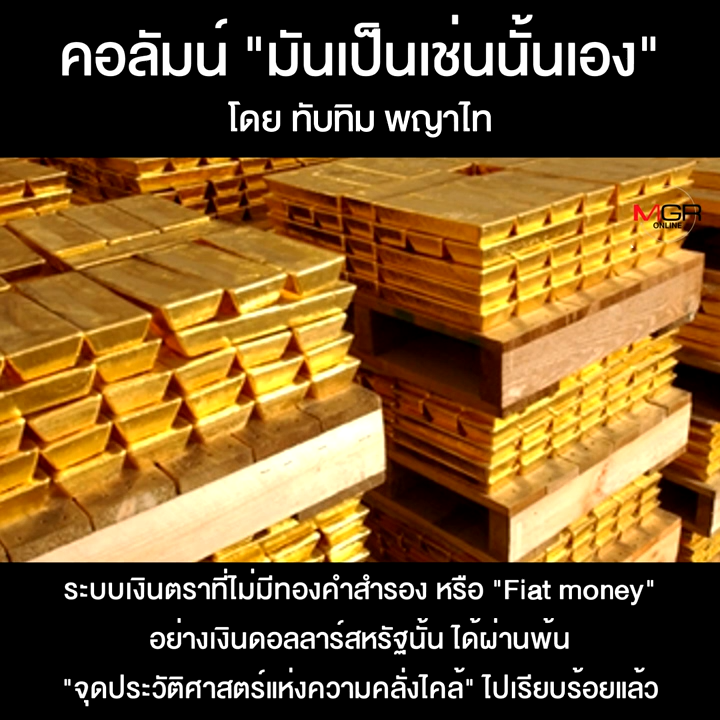 คอลัมน์ "มันเป็นเช่นนั้นเอง"
โดย ทับทิม พญาไท
MGR
ONLINE
ระบบเงินตราที่ไม่มีทองคำสำรอง หรือ "Fiat money"
อย่างเงินดอลลาร์สหรัฐนั้น ได้ผ่านพ้น
"จุดประวัติศาสตร์แห่งความคลั่งไคล้" ไปเรียบร้อยแล้ว